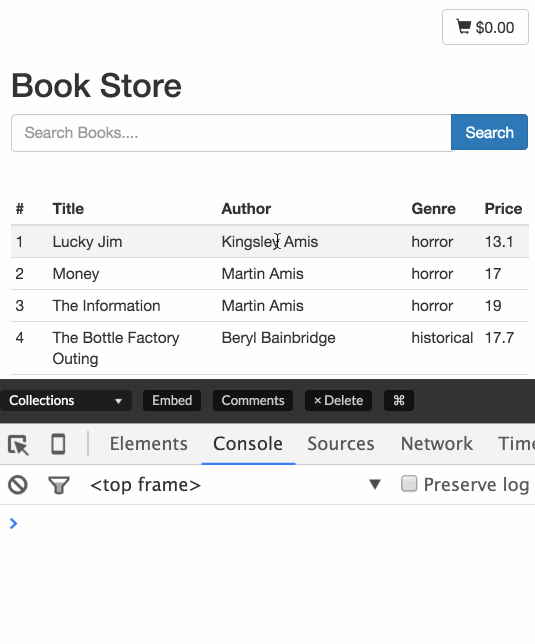 $0.00
Book Store
Search Books.... Search
# Title Author Genre Price
1 Lucky Jim Kingsley Amis horror 13.1
2 Money Martin Amis horror 17
3 The Information Martin Amis horror 19
4 The Bottle Factory Outing Beryl Bainbridge historical 17.7
Collections Embed Comments × Delete ⌘
Elements Console Sources Network Time
<top frame> Preserve log